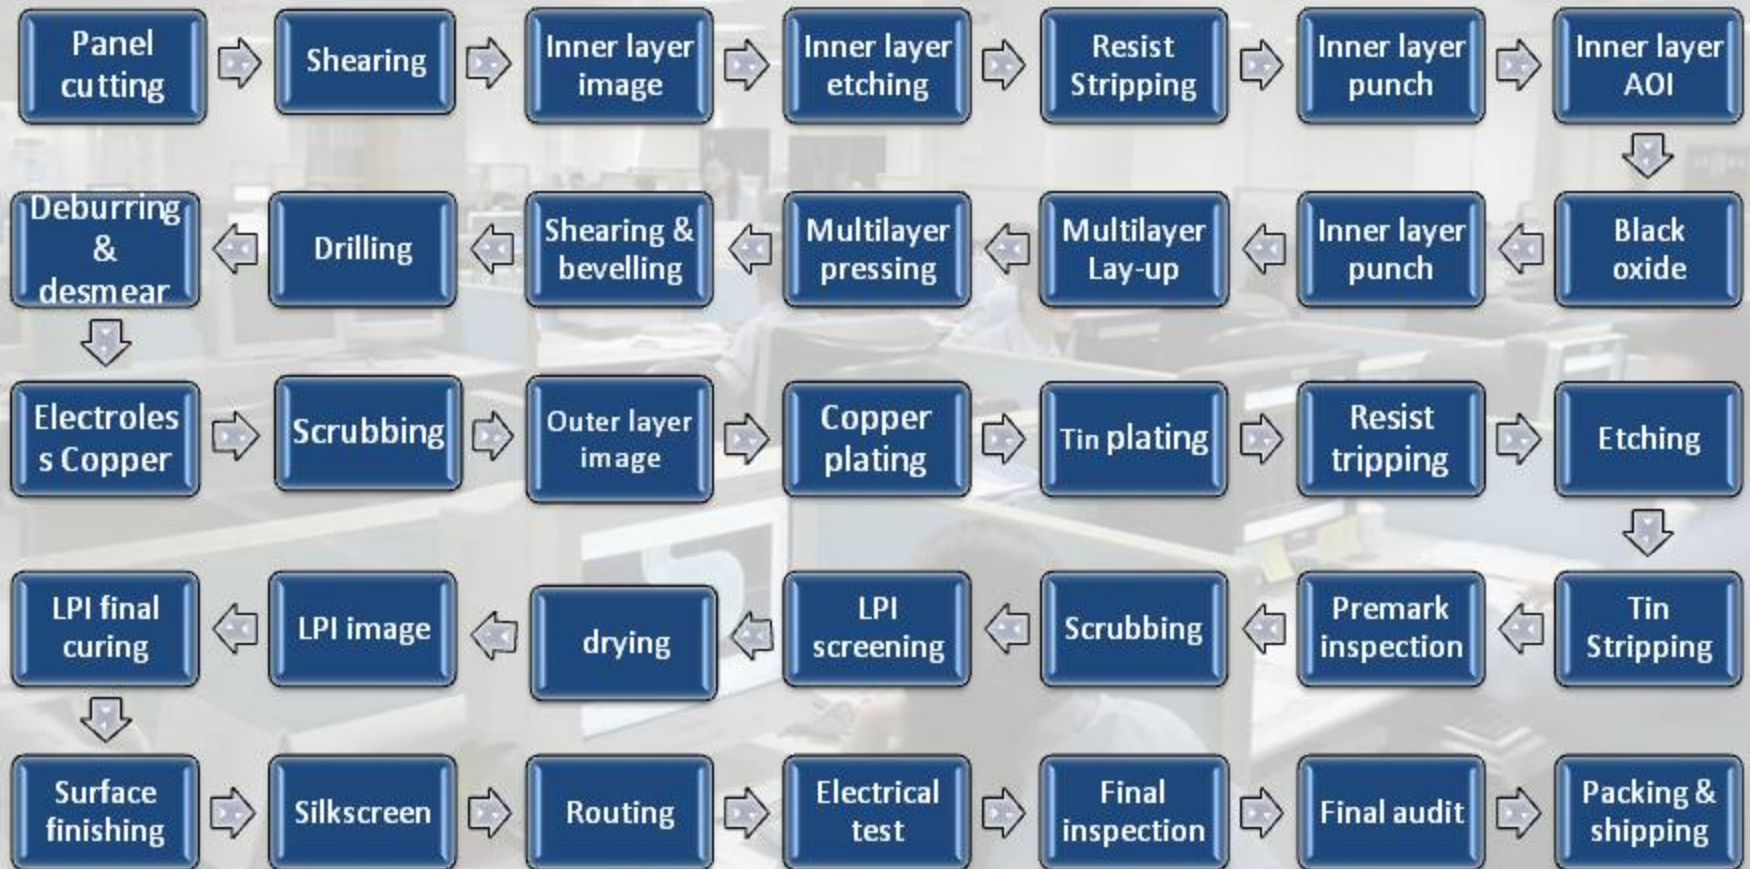 Panel
cutting
Shearing
Inner layer
image
Inner layer
etching
Resist
Stripping
Inner layer
punch
Inner layer
AOI
Deburring
&
desmear
Drilling
Shearing &
bevelling
Multilayer
pressing
Multilayer
Lay-up
Inner layer
punch
Black
oxide
Electroles
s Copper
Scrubbing
Outer layer
image
Copper
plating
Tin plating
Resist
tripping
Etching
LPI final
curing
LPI image
drying
LPI
screening
Scrubbing
Premark
inspection
Tin
Stripping
Surface
finishing
Silkscreen
Routing
Electrical
test
Final
inspection
Final audit
Packing &
shipping